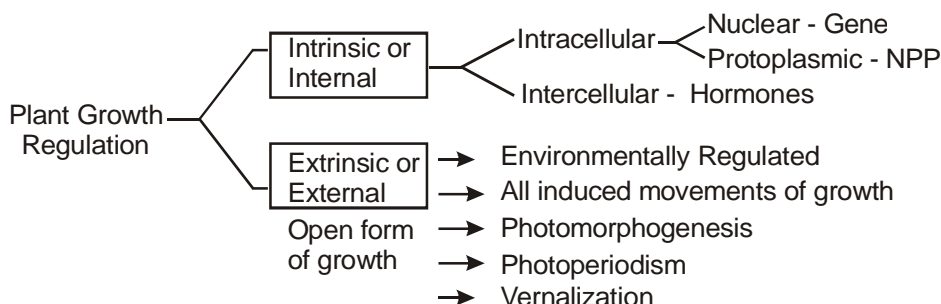 Plant Growth
Regulation
Intrinsic or
Internal
Intracellular
Nuclear - Gene
Protoplasmic - NPP
Intercellular - Hormones
Extrinsic or
External
Open form
of growth
Environmentally Regulated
All induced movements of growth
Photomorphogenesis
Photoperiodism
Vernalization